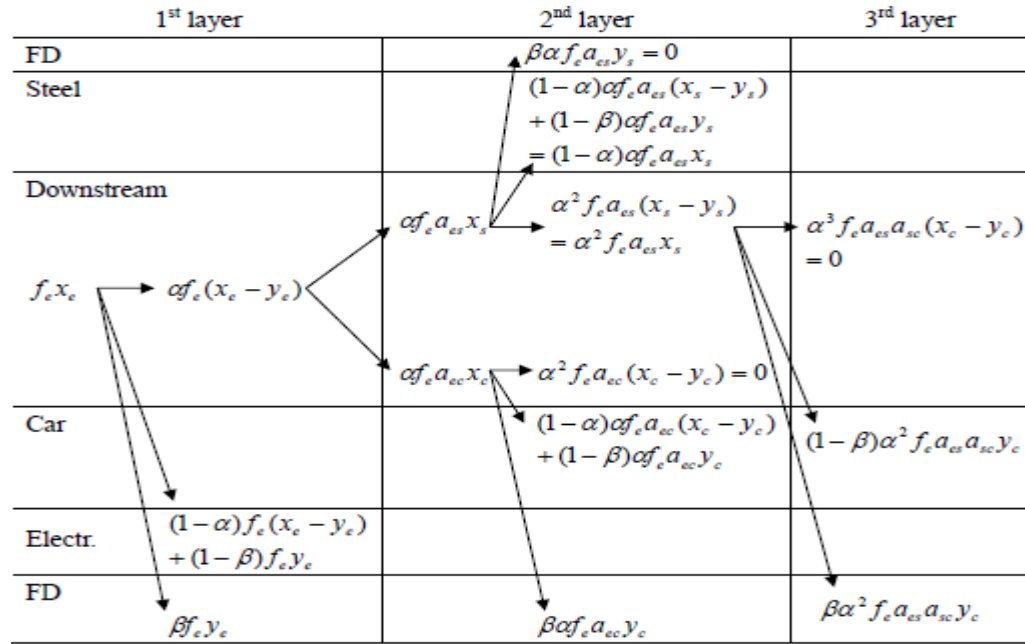 1st layer 2nd layer 3rd layer
FD βα f_e a_es y_s = 0
Steel (1−α)αf_e a_es (x_s − y_s)
+ (1−β)αf_e a_es y_s
= (1−α)αf_e a_es x_s
Downstream
αf_e a_es x_s α² f_e a_es (x_s − y_s) α³ f_e a_es a_sc (x_c − y_c)
= α² f_e a_es x_s = 0
f_e x_e αf_e (x_e − y_e)
αf_e a_ec x_c α² f_e a_ec (x_c − y_c) = 0
Car (1−α)αf_e a_ec (x_c − y_c) (1−β)α² f_e a_es a_sc y_c
+ (1−β)αf_e a_ec y_c
Electr. (1−α)f_e (x_e − y_e)
+ (1−β)f_e y_e
FD
βf_e y_e βαf_e a_ec y_c βα² f_e a_es a_sc y_c